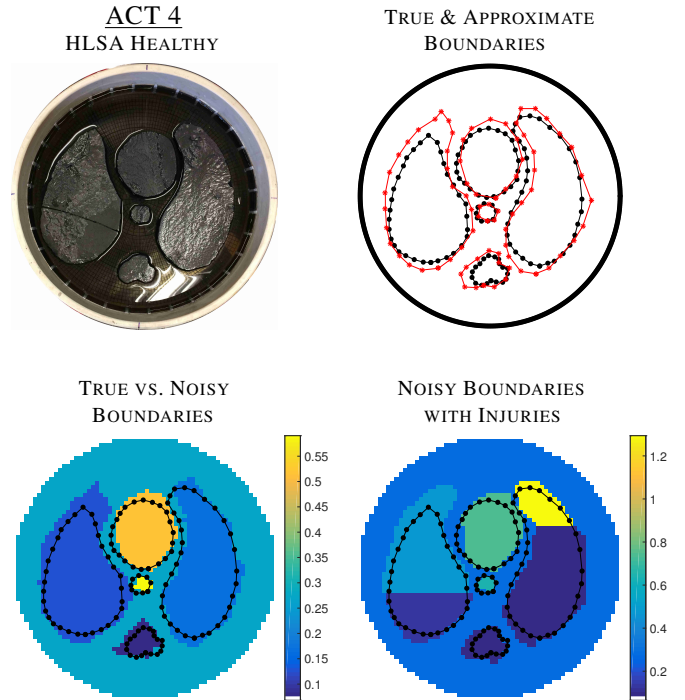 ACT 4
HLSA HEALTHY
TRUE & APPROXIMATE
BOUNDARIES
TRUE VS. NOISY
BOUNDARIES
0.55
0.5
0.45
0.4
0.35
0.3
0.25
0.2
0.15
0.1
NOISY BOUNDARIES
WITH INJURIES
1.2
1
0.8
0.6
0.4
0.2